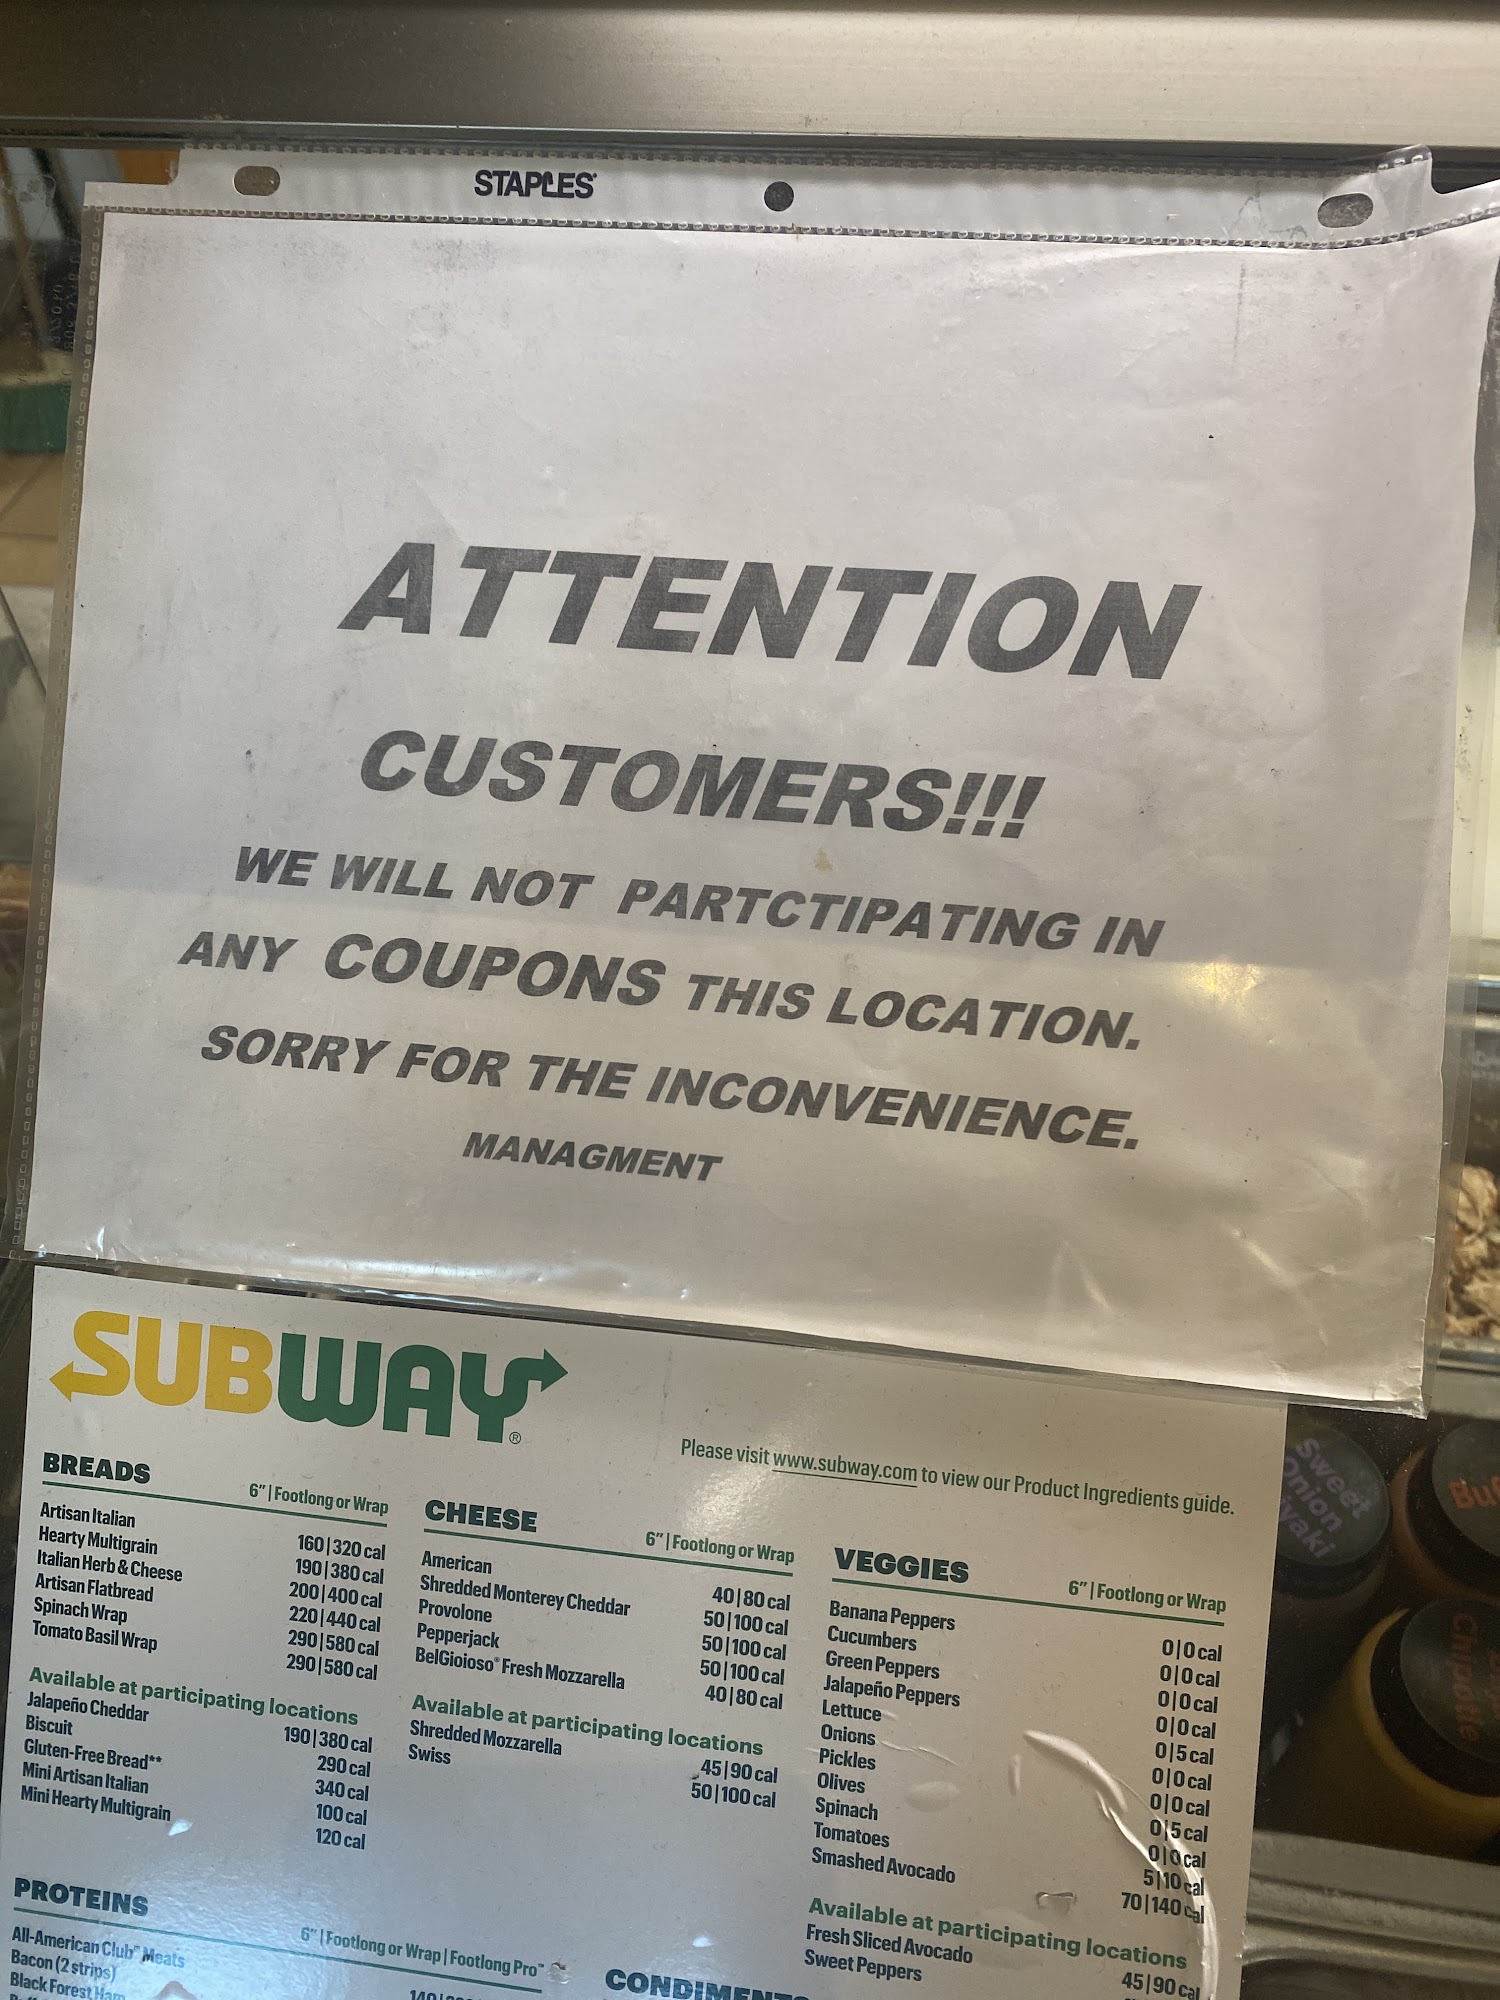 STAPLES
ATTENTION
CUSTOMERS!!!
WE WILL NOT PARTCTIPATING IN
ANY COUPONS THIS LOCATION.
SORRY FOR THE INCONVENIENCE.
MANAGMENT
SUBWAY®
Please visit www.subway.com to view our Product Ingredients guide.
BREADS
6" | Footlong or Wrap
Artisan Italian 160 | 320 cal
Hearty Multigrain 190 | 380 cal
Italian Herb & Cheese 200 | 400 cal
Artisan Flatbread 220 | 440 cal
Spinach Wrap 290 | 580 cal
Tomato Basil Wrap 290 | 580 cal
Available at participating locations
Jalapeño Cheddar 190 | 380 cal
Biscuit 290 cal
Gluten-Free Bread** 340 cal
Mini Artisan Italian 100 cal
Mini Hearty Multigrain 120 cal
CHEESE
6" | Footlong or Wrap
American 40 | 80 cal
Shredded Monterey Cheddar 50 | 100 cal
Provolone 50 | 100 cal
Pepperjack 50 | 100 cal
BelGioioso® Fresh Mozzarella 40 | 80 cal
Available at participating locations
Shredded Mozzarella 45 | 90 cal
Swiss 50 | 100 cal
VEGGIES
6" | Footlong or Wrap
Banana Peppers 0 | 0 cal
Cucumbers 0 | 0 cal
Green Peppers 0 | 0 cal
Jalapeño Peppers 0 | 0 cal
Lettuce 0 | 5 cal
Onions 0 | 0 cal
Pickles 0 | 0 cal
Olives 0 | 5 cal
Spinach 0 | 0 cal
Tomatoes 5 | 10 cal
Smashed Avocado 70 | 140 cal
Available at participating locations
Fresh Sliced Avocado 45 | 90 cal
Sweet Peppers
PROTEINS
6" | Footlong or Wrap | Footlong Pro™
All-American Club® Meats
Bacon (2 strips)
Black Forest Ham
CONDIMENTS
Sweet
Onion
Chipotle